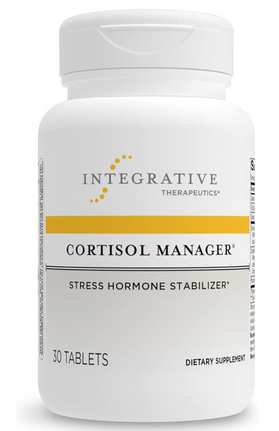 INTEGRATIVE
THERAPEUTICS®
CORTISOL MANAGER®
STRESS HORMONE STABILIZER*
30 TABLETS
DIETARY SUPPLEMENT